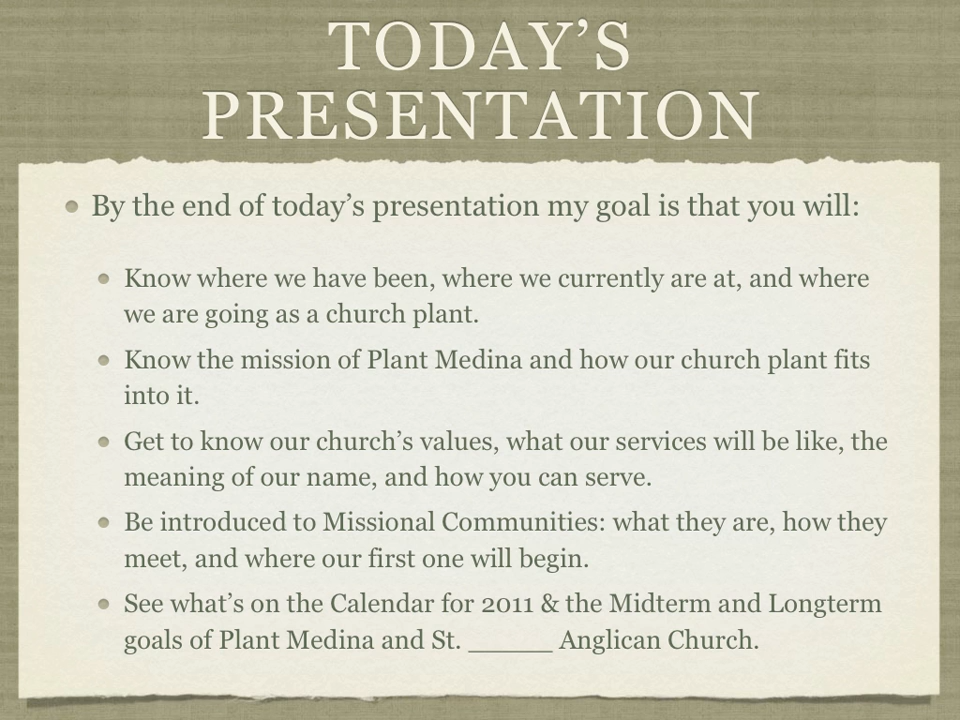 TODAY’S
PRESENTATION
By the end of today’s presentation my goal is that you will:
Know where we have been, where we currently are at, and where
we are going as a church plant.
Know the mission of Plant Medina and how our church plant fits
into it.
Get to know our church’s values, what our services will be like, the
meaning of our name, and how you can serve.
Be introduced to Missional Communities: what they are, how they
meet, and where our first one will begin.
See what’s on the Calendar for 2011 & the Midterm and Longterm
goals of Plant Medina and St. _____ Anglican Church.